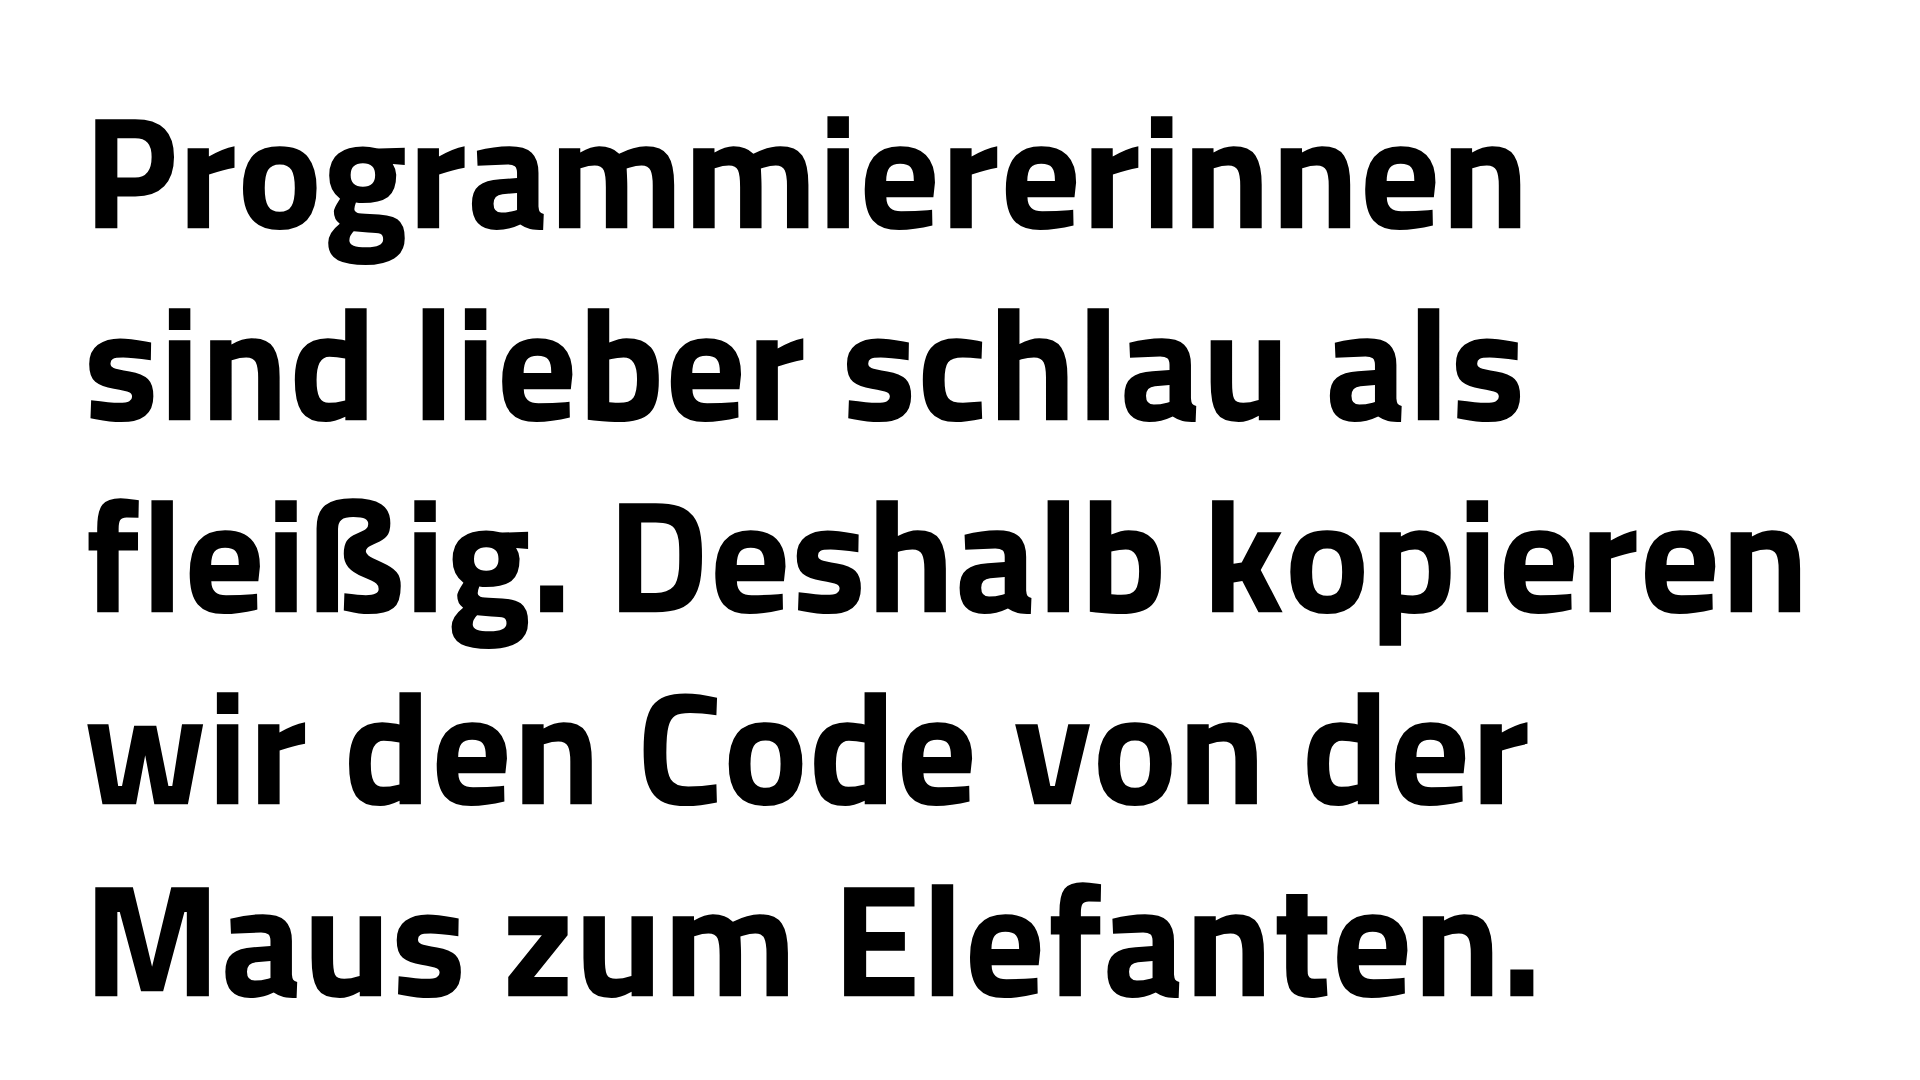 Programmiererinnen
sind lieber schlau als
fleißig. Deshalb kopieren
wir den Code von der
Maus zum Elefanten.